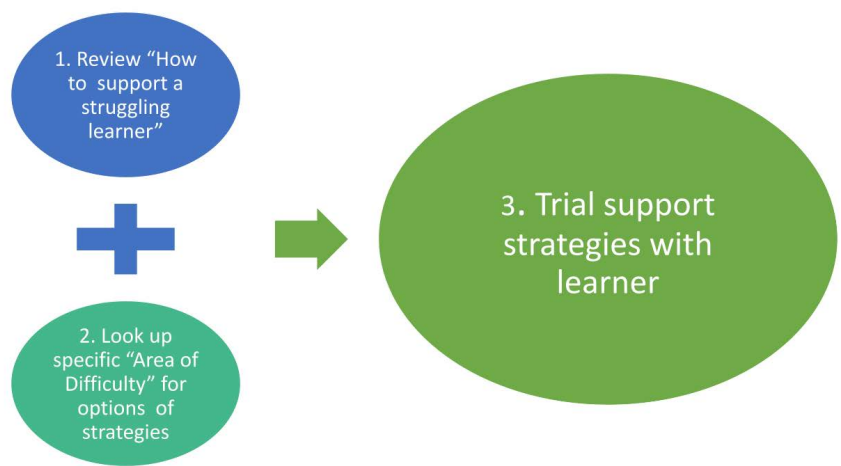 1. Review “How
to support a
struggling
learner”
2. Look up
specific “Area of
Difficulty” for
options of
strategies
3. Trial support
strategies with
learner